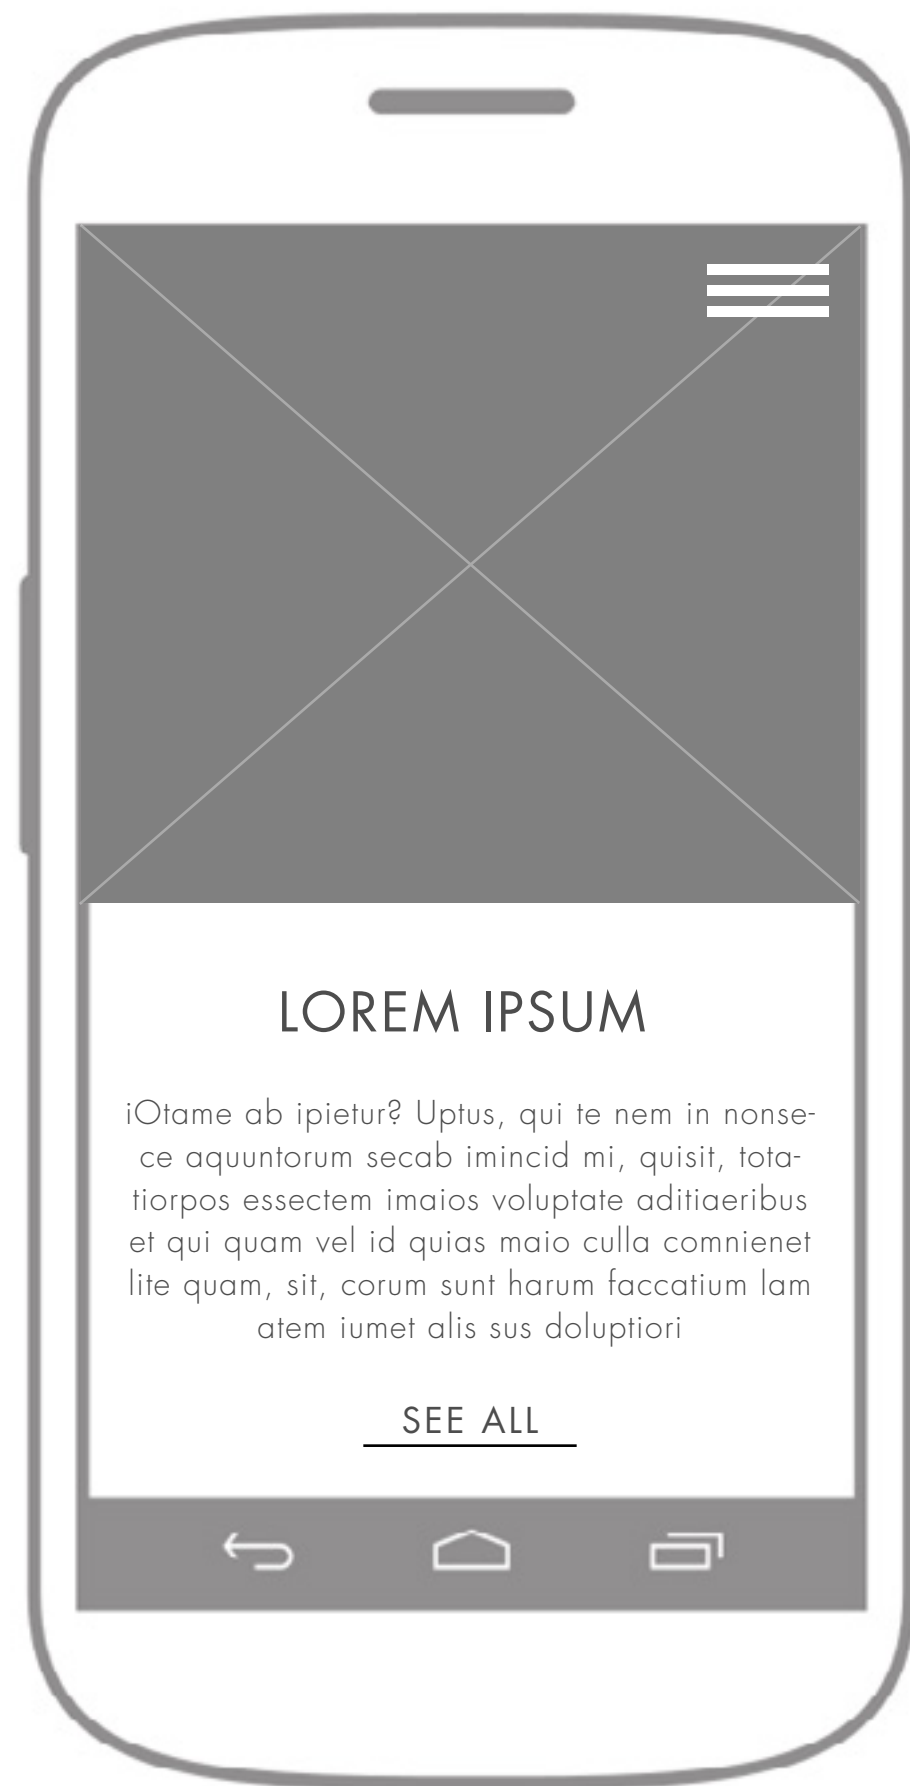 LOREM IPSUM
iOtame ab ipietur? Uptus, qui te nem in nonse-
ce aquuntorum secab imincid mi, quisit, tota-
tiorpos essectem imaios voluptate aditiaeribus
et qui quam vel id quias maio culla comnienet
lite quam, sit, corum sunt harum faccatium lam
atem iumet alis sus doluptiori
SEE ALL